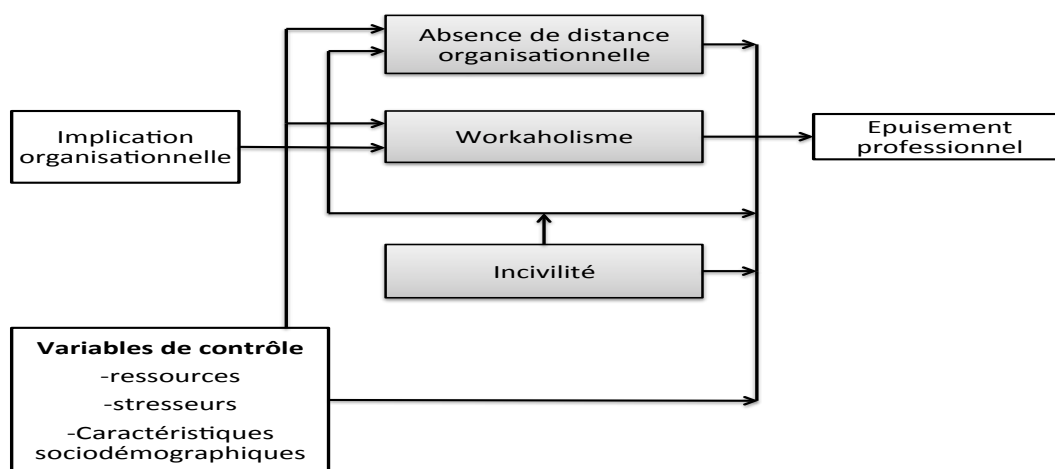 Absence de distance
organisationnelle
Implication
organisationnelle
Workaholisme
Epuisement
professionnel
Incivilité
Variables de contrôle
-ressources
-stresseurs
-Caractéristiques
sociodémographiques